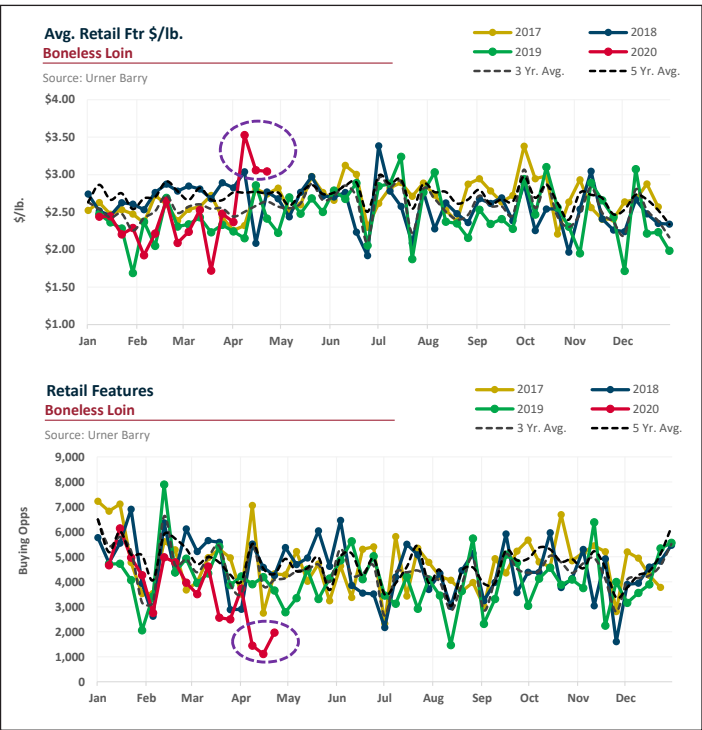 Avg. Retail Ftr $/lb.
Boneless Loin
Source: Urner Barry
2017
2018
2019
2020
3 Yr. Avg.
5 Yr. Avg.
$/lb.
$4.00
$3.50
$3.00
$2.50
$2.00
$1.50
$1.00
Jan Feb Mar Apr May Jun Jul Aug Sep Oct Nov Dec
Retail Features
Boneless Loin
Source: Urner Barry
2017
2018
2019
2020
3 Yr. Avg.
5 Yr. Avg.
Buying Opps
9,000
8,000
7,000
6,000
5,000
4,000
3,000
2,000
1,000
0
Jan Feb Mar Apr May Jun Jul Aug Sep Oct Nov Dec